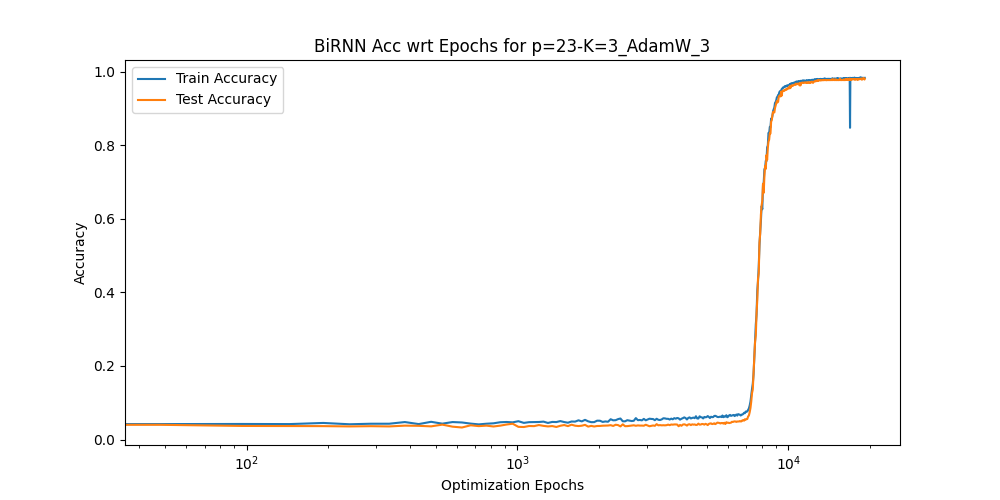 BiRNN Acc wrt Epochs for p=23-K=3_AdamW_3
Train Accuracy
Test Accuracy
1.0
0.8
0.6
0.4
0.2
0.0
Accuracy
10²
10³
10⁴
Optimization Epochs